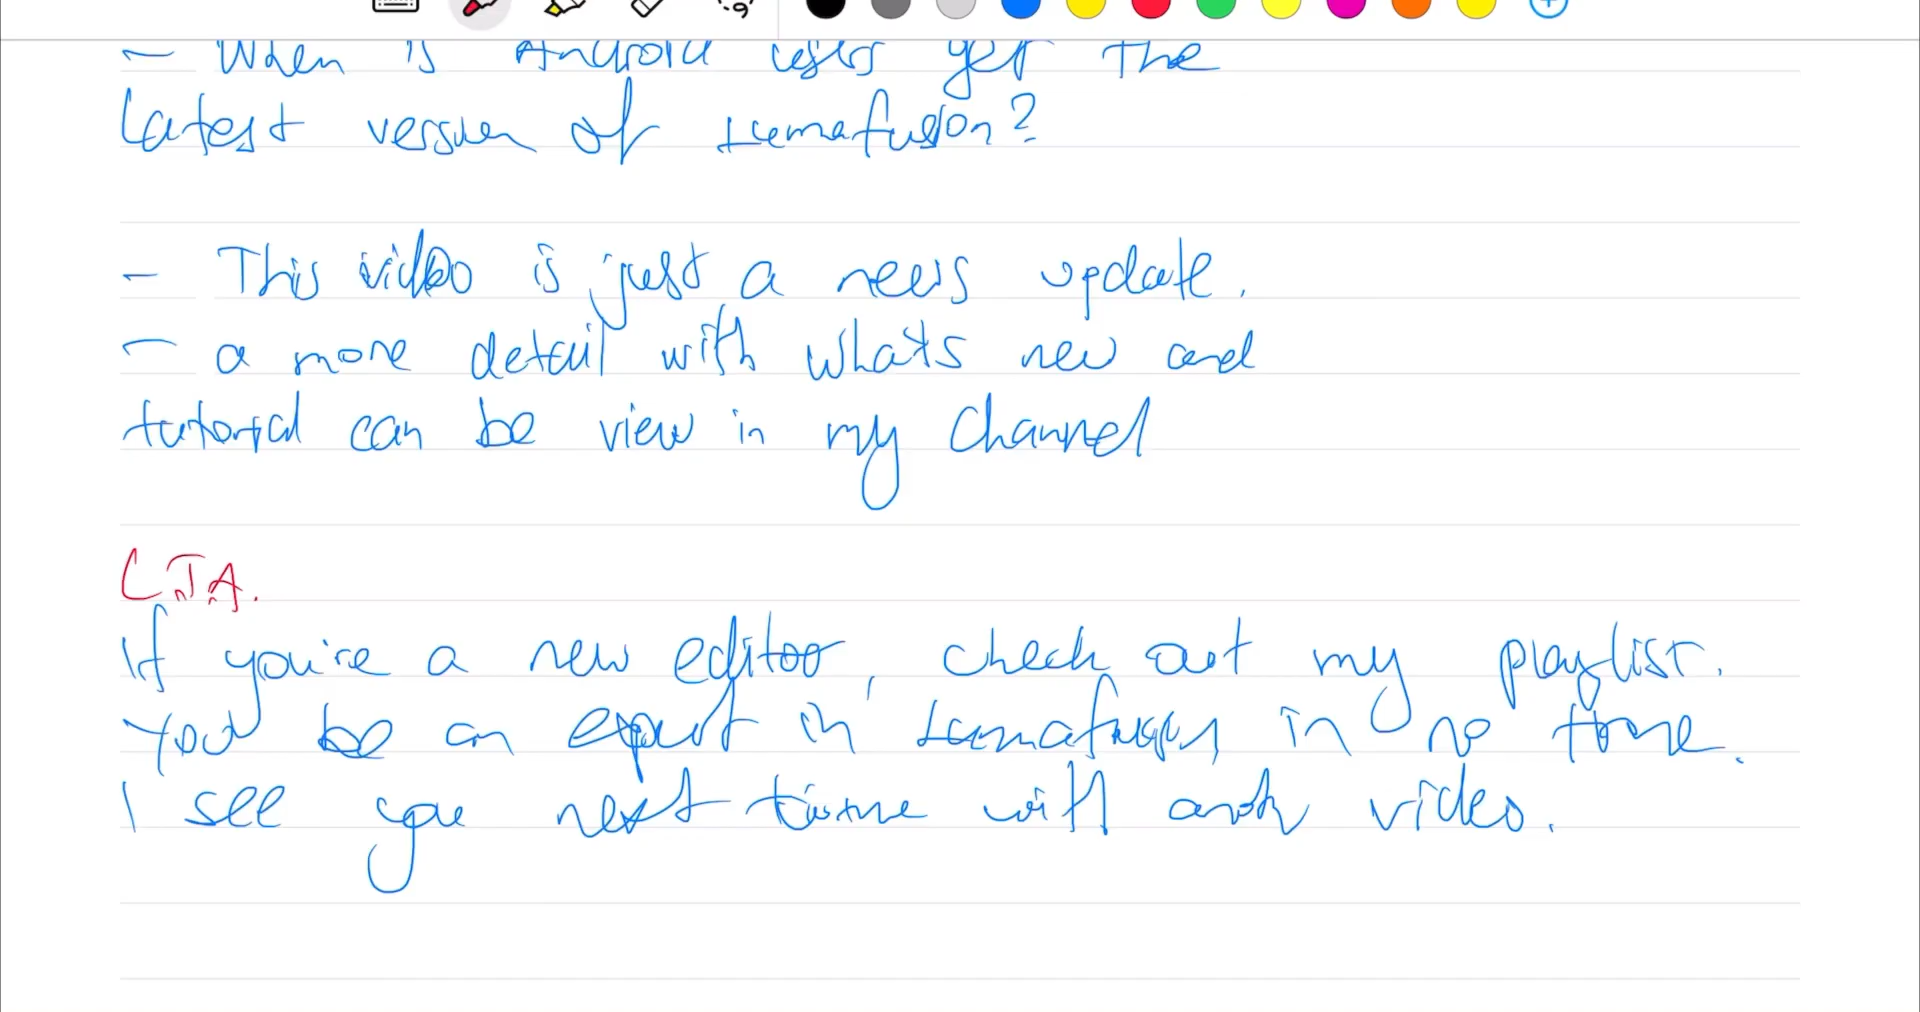 - When is Android users get the
Latest version of Lumafusion?
- This video is just a news update.
- a more detail with whats new and
tutorial can be view in my Channel
CTA.
If you're a new editor, check out my playlist.
You be an expert in Lumafusion in no time.
I see you next time with video.